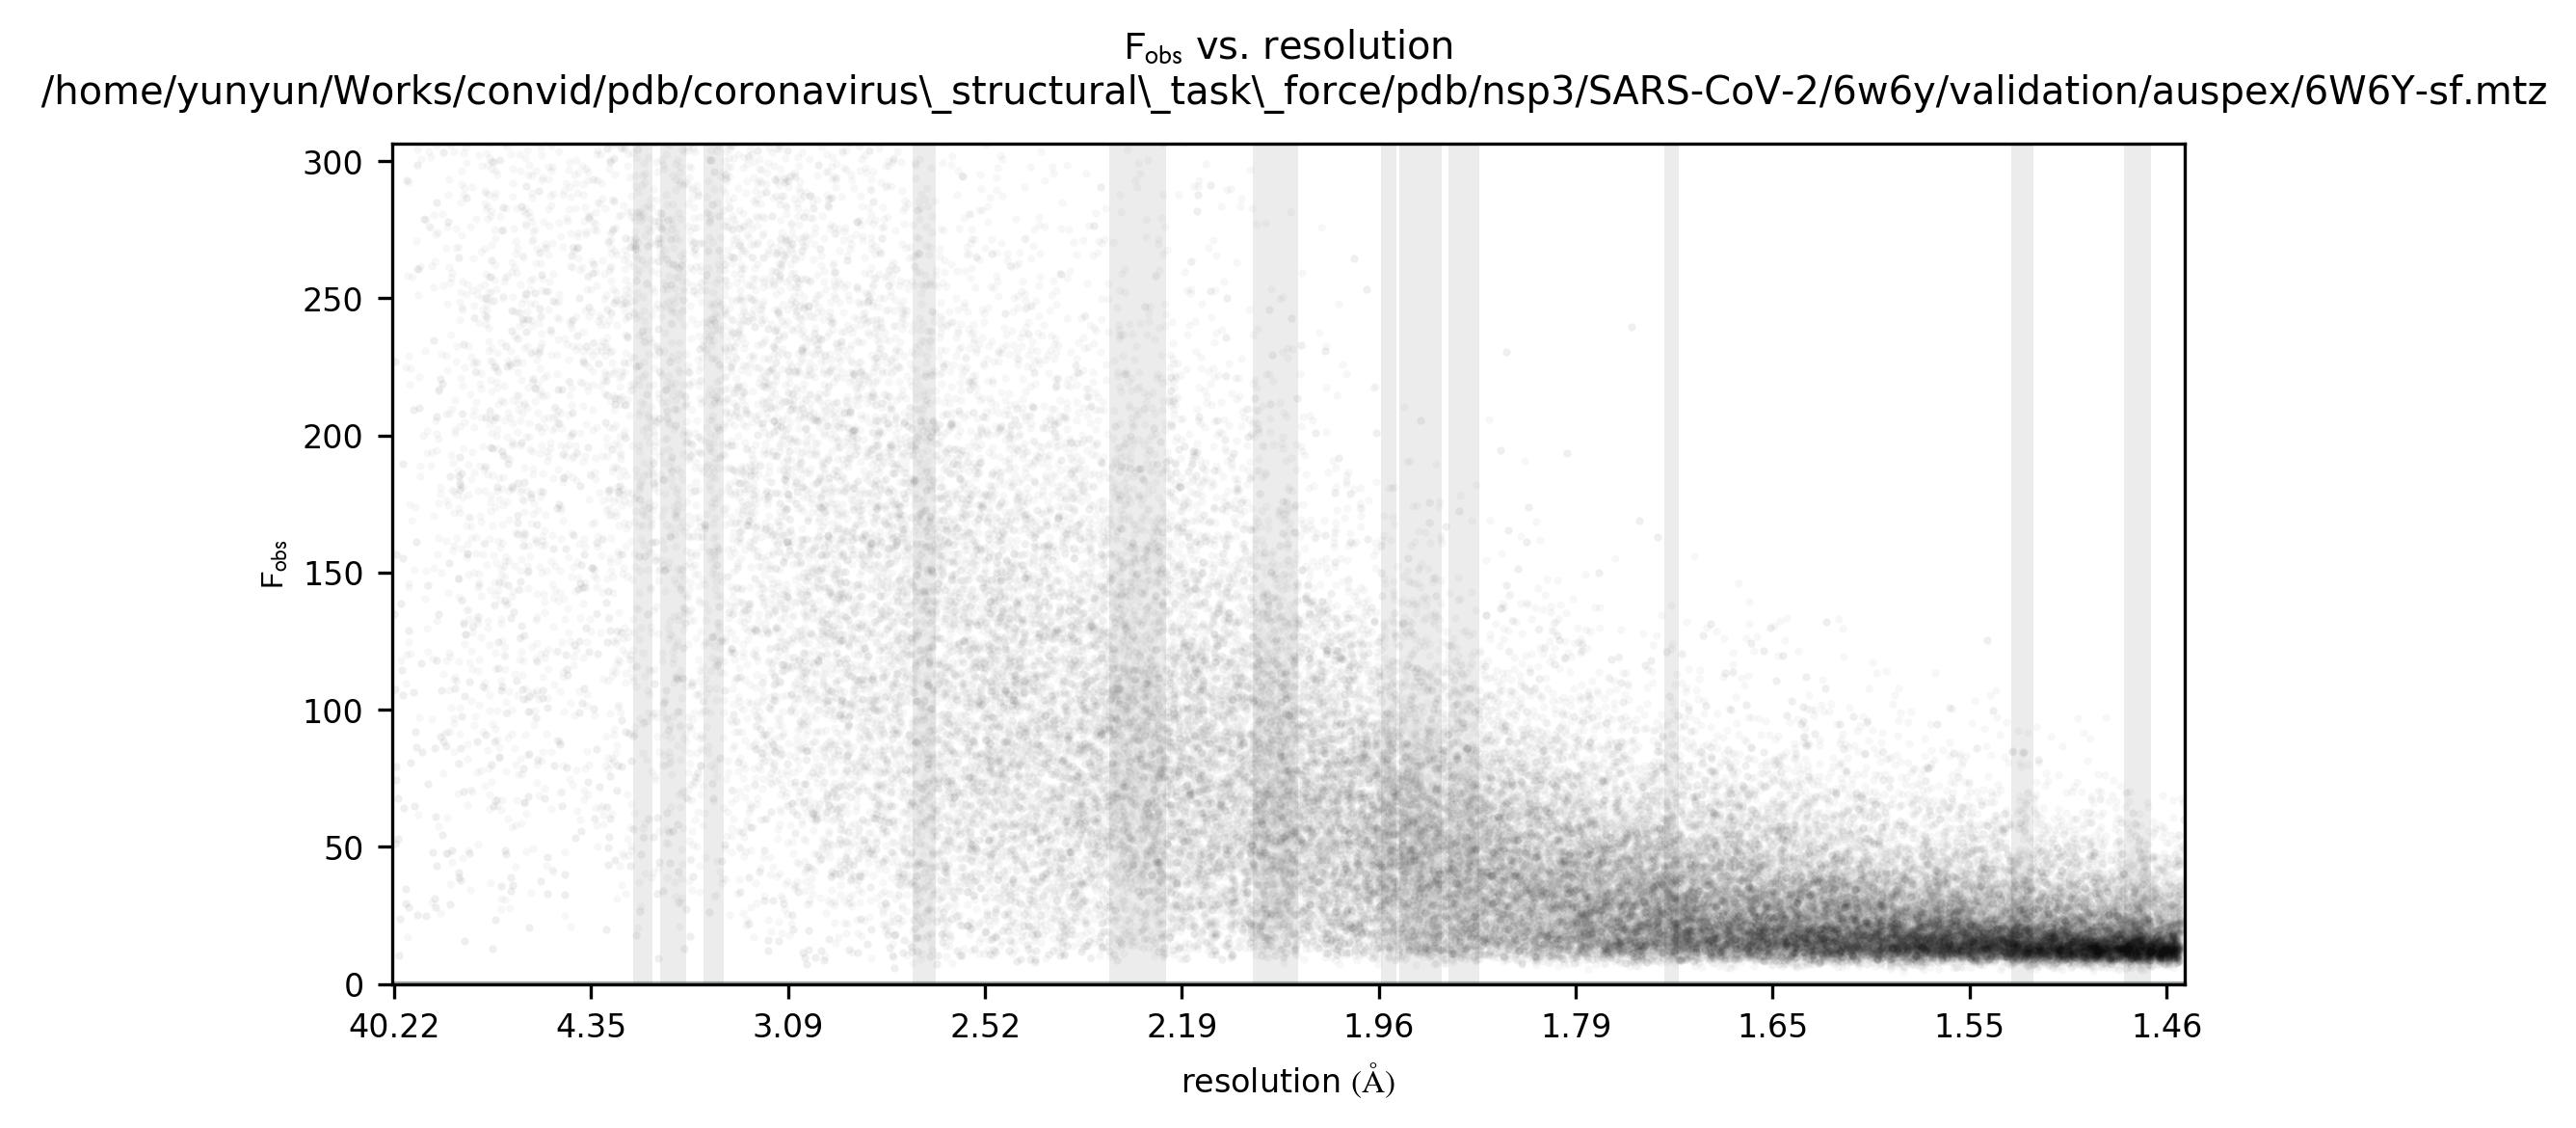 Fobs vs. resolution
/home/yunyun/Works/convid/pdb/coronavirus\_structural\_task\_force/pdb/nsp3/SARS-CoV-2/6w6y/validation/auspex/6W6Y-sf.mtz
300
250
200
Fobs
150
100
50
0
40.22 4.35 3.09 2.52 2.19 1.96 1.79 1.65 1.55 1.46
resolution (Å)